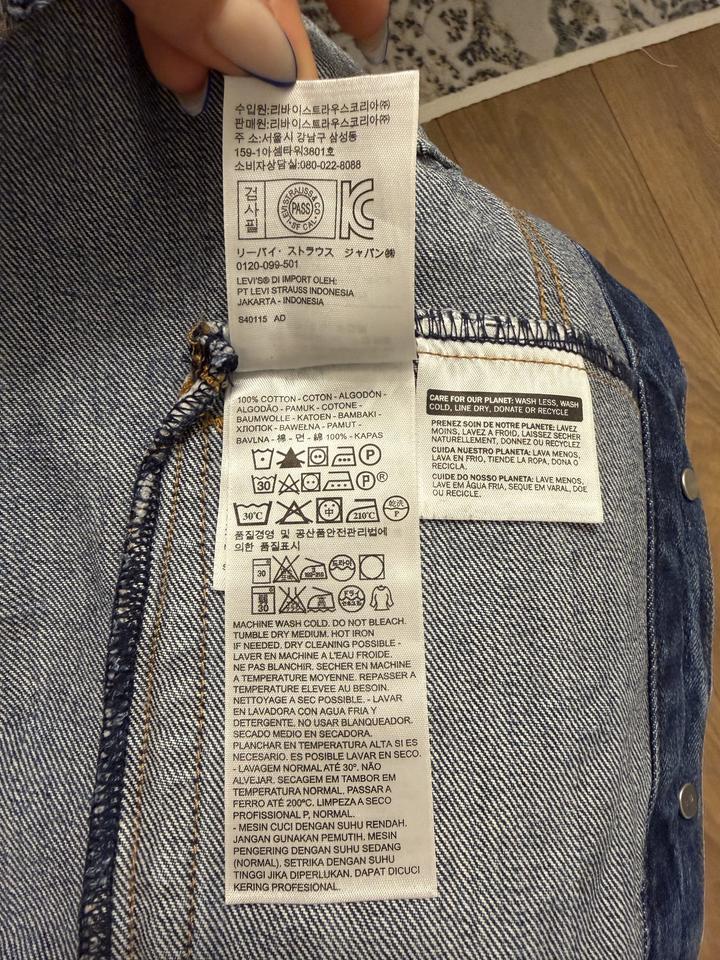 수입원:리바이스트라우스코리아㈜
판매원:리바이스트라우스코리아㈜
주 소:서울시 강남구 삼성동
159-1아셈타워3801호
소비자상담실:080-022-8088
검사필
LEVI STRAUSS & CO
PASS
SF CAL.
リーバイ・ストラウス ジャパン㈱
0120-099-501
LEVI'S® DI IMPORT OLEH:
PT LEVI STRAUSS INDONESIA
JAKARTA - INDONESIA
S40115 AD
100% COTTON - COTON - ALGODÓN -
ALGODÃO - PAMUK - COTONE -
BAUMWOLLE - KATOEN - BAMBAKI -
ХЛОПОК - BAWEŁNA - PAMUT -
BAVLNA - 棉 - 면 - 綿 100% - KAPAS
P
30 P®
30°C 210°C 乾洗 P
품질경영 및 공산품안전관리법에
의한 품질표시
30 드라이
30
MACHINE WASH COLD. DO NOT BLEACH.
TUMBLE DRY MEDIUM. HOT IRON
IF NEEDED. DRY CLEANING POSSIBLE -
LAVER EN MACHINE A L'EAU FROIDE.
NE PAS BLANCHIR. SECHER EN MACHINE
A TEMPERATURE MOYENNE. REPASSER A
TEMPERATURE ELEVEE AU BESOIN.
NETTOYAGE A SEC POSSIBLE. - LAVAR
EN LAVADORA CON AGUA FRIA Y
DETERGENTE. NO USAR BLANQUEADOR.
SECADO MEDIO EN SECADORA.
PLANCHAR EN TEMPERATURA ALTA SI ES
NECESARIO. ES POSIBLE LAVAR EN SECO.
- LAVAGEM NORMAL ATÉ 30º. NÃO
ALVEJAR. SECAGEM EM TAMBOR EM
TEMPERATURA NORMAL. PASSAR A
FERRO ATÉ 200ºC. LIMPEZA A SECO
PROFISSIONAL P, NORMAL.
- MESIN CUCI DENGAN SUHU RENDAH.
JANGAN GUNAKAN PEMUTIH. MESIN
PENGERING DENGAN SUHU SEDANG
(NORMAL), SETRIKA DENGAN SUHU
TINGGI JIKA DIPERLUKAN. DAPAT DICUCI
KERING PROFESIONAL.
CARE FOR OUR PLANET: WASH LESS, WASH
COLD, LINE DRY, DONATE OR RECYCLE
PRENEZ SOIN DE NOTRE PLANETE: LAVEZ
MOINS, LAVEZ A FROID, LAISSEZ SECHER
NATURELLEMENT, DONNEZ OU RECYCLEZ
CUIDA NUESTRO PLANETA: LAVA MENOS,
LAVA EN FRIO, TIENDE LA ROPA, DONA O
RECICLA.
CUIDE DO NOSSO PLANETA: LAVE MENOS,
LAVE EM ÁGUA FRIA, SEQUE EM VARAL, DOE
OU RECICLE.